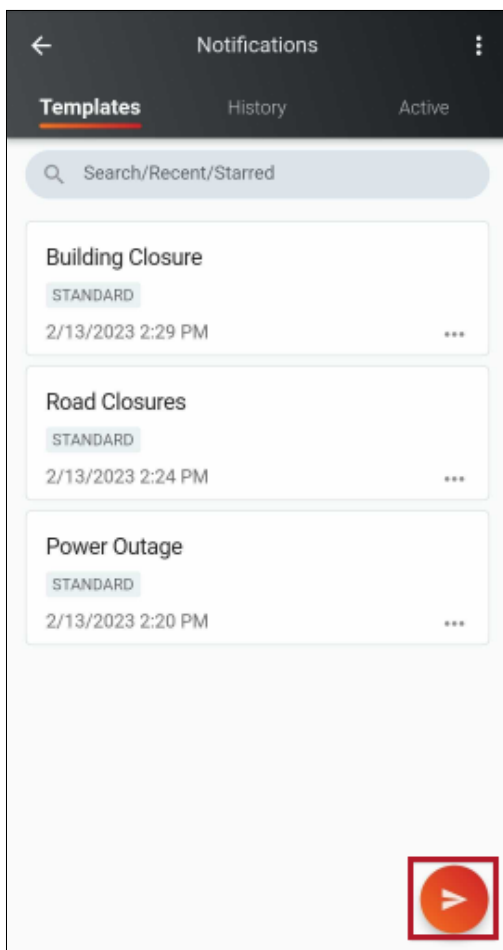 Notifications
Templates History Active
Search/Recent/Starred
Building Closure
STANDARD
2/13/2023 2:29 PM
Road Closures
STANDARD
2/13/2023 2:24 PM
Power Outage
STANDARD
2/13/2023 2:20 PM